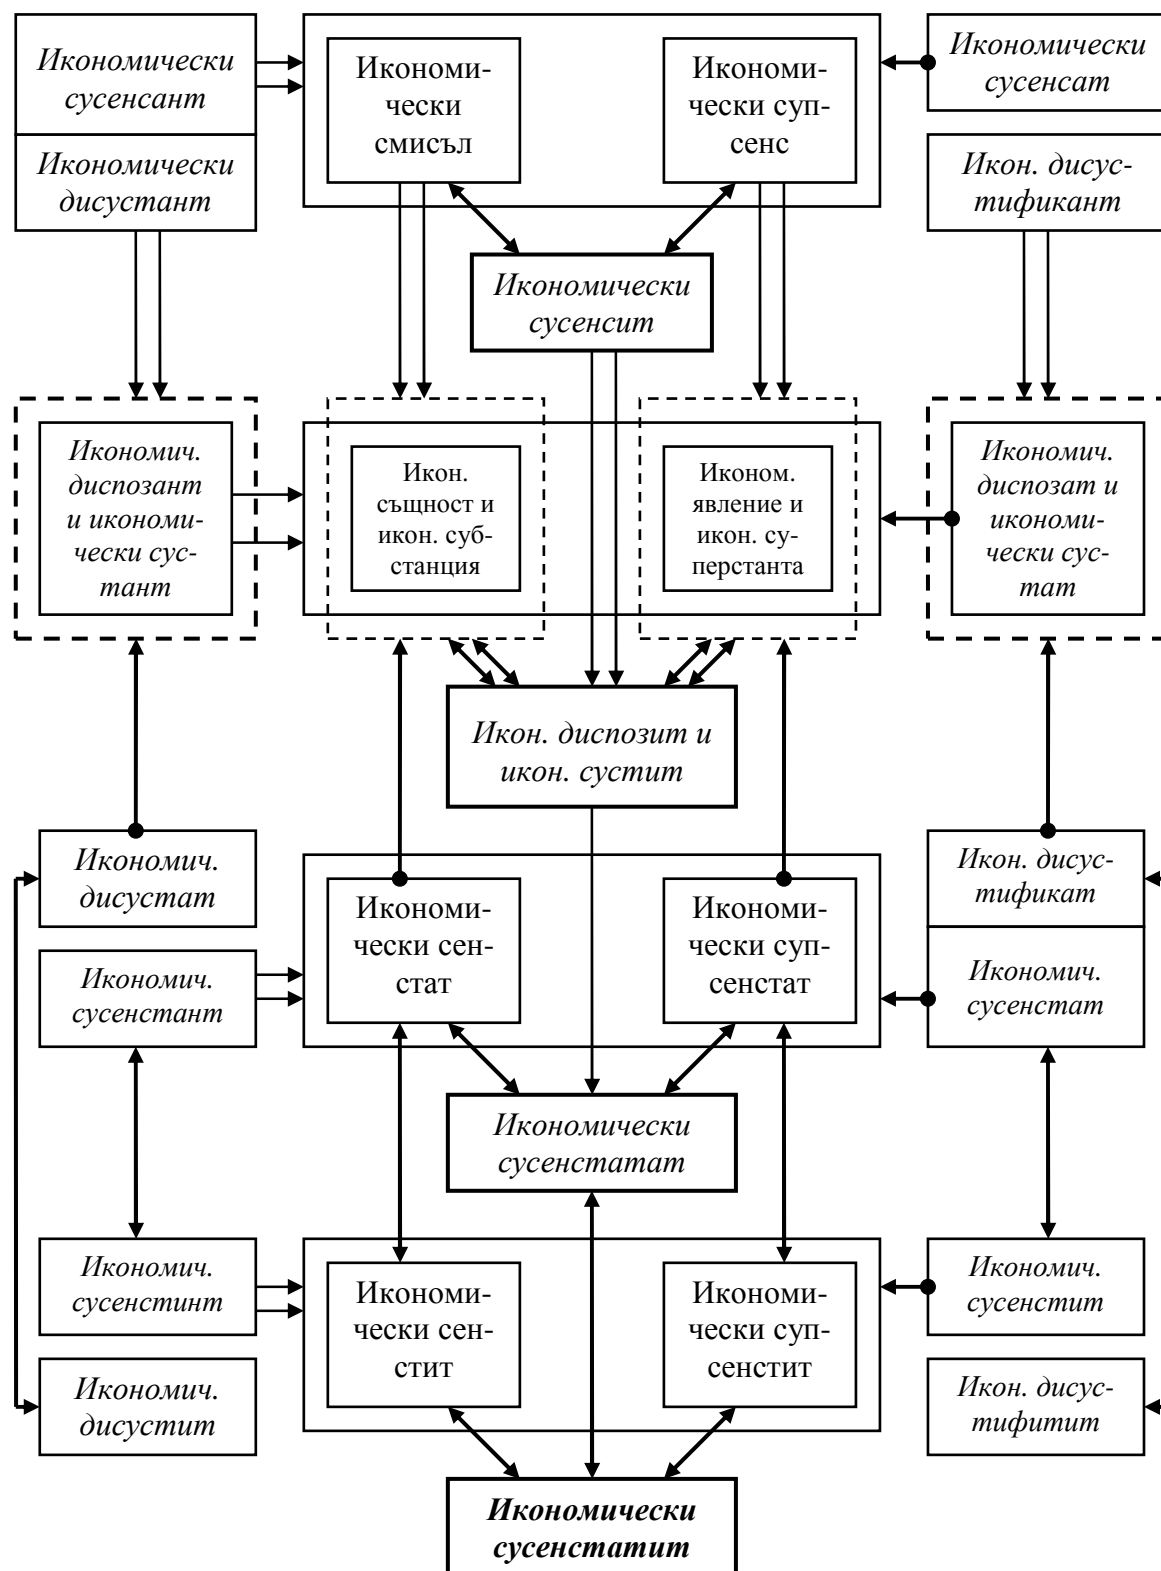 Икономически
сусенсант
Икономи-
чески
смисъл
Икономи-
чески суп-
сенс
Икономически
сусенсат
Икономически
дисустант
Икон. дисус-
тификант
Икономически
сусенсит
Икономич.
диспозант
и икономи-
чески сус-
тант
Икон.
същност и
икон. суб-
станция
Иконом.
явление и
икон. су-
перстанта
Икономич.
диспозат и
икономи-
чески сус-
тат
Икон. диспозит и
икон. сустит
Икономич.
дисустат
Икономи-
чески сен-
стат
Икономи-
чески суп-
сенстат
Икон. дисус-
тификат
Икономич.
сусенстант
Икономич.
сусенстат
Икономически
сусенстатат
Икономич.
сусенстинт
Икономи-
чески сен-
стит
Икономи-
чески суп-
сенстит
Икономич.
сусенстит
Икономич.
дисустит
Икон. дисус-
тифитит
Икономически
сусенстатит